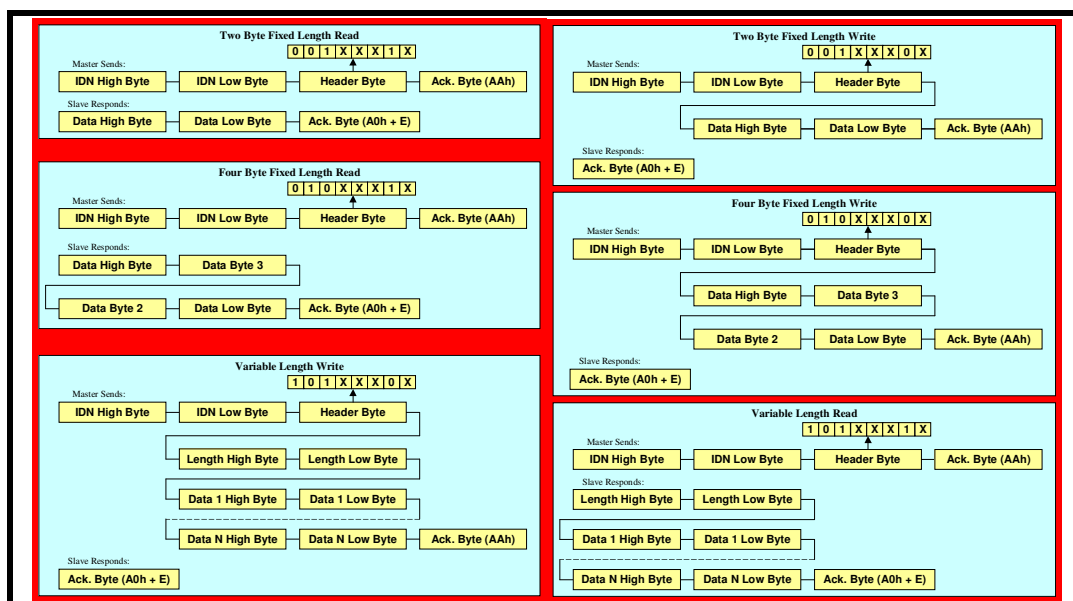 Two Byte Fixed Length Read
0 0 1 X X X 1 X
Master Sends:
IDN High Byte IDN Low Byte Header Byte Ack. Byte (AAh)
Slave Responds:
Data High Byte Data Low Byte Ack. Byte (A0h + E)
Four Byte Fixed Length Read
0 1 0 X X X 1 X
Master Sends:
IDN High Byte IDN Low Byte Header Byte Ack. Byte (AAh)
Slave Responds:
Data High Byte Data Byte 3
Data Byte 2 Data Low Byte Ack. Byte (A0h + E)
Variable Length Write
1 0 1 X X X 0 X
Master Sends:
IDN High Byte IDN Low Byte Header Byte
Length High Byte Length Low Byte
Data 1 High Byte Data 1 Low Byte
Data N High Byte Data N Low Byte Ack. Byte (AAh)
Slave Responds:
Ack. Byte (A0h + E)
Two Byte Fixed Length Write
0 0 1 X X X 0 X
Master Sends:
IDN High Byte IDN Low Byte Header Byte
Data High Byte Data Low Byte Ack. Byte (AAh)
Slave Responds:
Ack. Byte (A0h + E)
Four Byte Fixed Length Write
0 1 0 X X X 0 X
Master Sends:
IDN High Byte IDN Low Byte Header Byte
Data High Byte Data Byte 3
Data Byte 2 Data Low Byte Ack. Byte (AAh)
Slave Responds:
Ack. Byte (A0h + E)
Variable Length Read
1 0 1 X X X 1 X
Master Sends:
IDN High Byte IDN Low Byte Header Byte Ack. Byte (AAh)
Slave Responds:
Length High Byte Length Low Byte
Data 1 High Byte Data 1 Low Byte
Data N High Byte Data N Low Byte Ack. Byte (A0h + E)